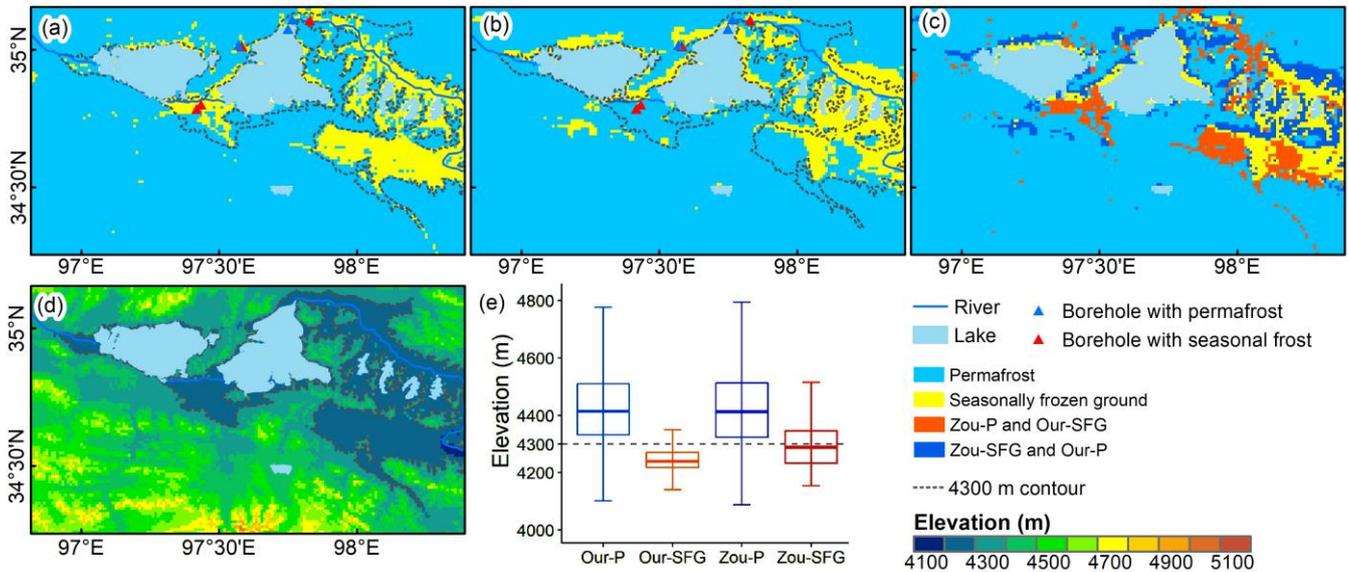 (a)
(b)
(c)
35°N
34°30'N
97°E 97°30'E 98°E
97°E 97°30'E 98°E
97°E 97°30'E 98°E
(d)
35°N
34°30'N
97°E 97°30'E 98°E
(e)
Elevation (m)
4800
4600
4400
4300
4200
4000
Our-P Our-SFG Zou-P Zou-SFG
River
Borehole with permafrost
Lake
Borehole with seasonal frost
Permafrost
Seasonally frozen ground
Zou-P and Our-SFG
Zou-SFG and Our-P
4300 m contour
Elevation (m)
4100 4300 4500 4700 4900 5100